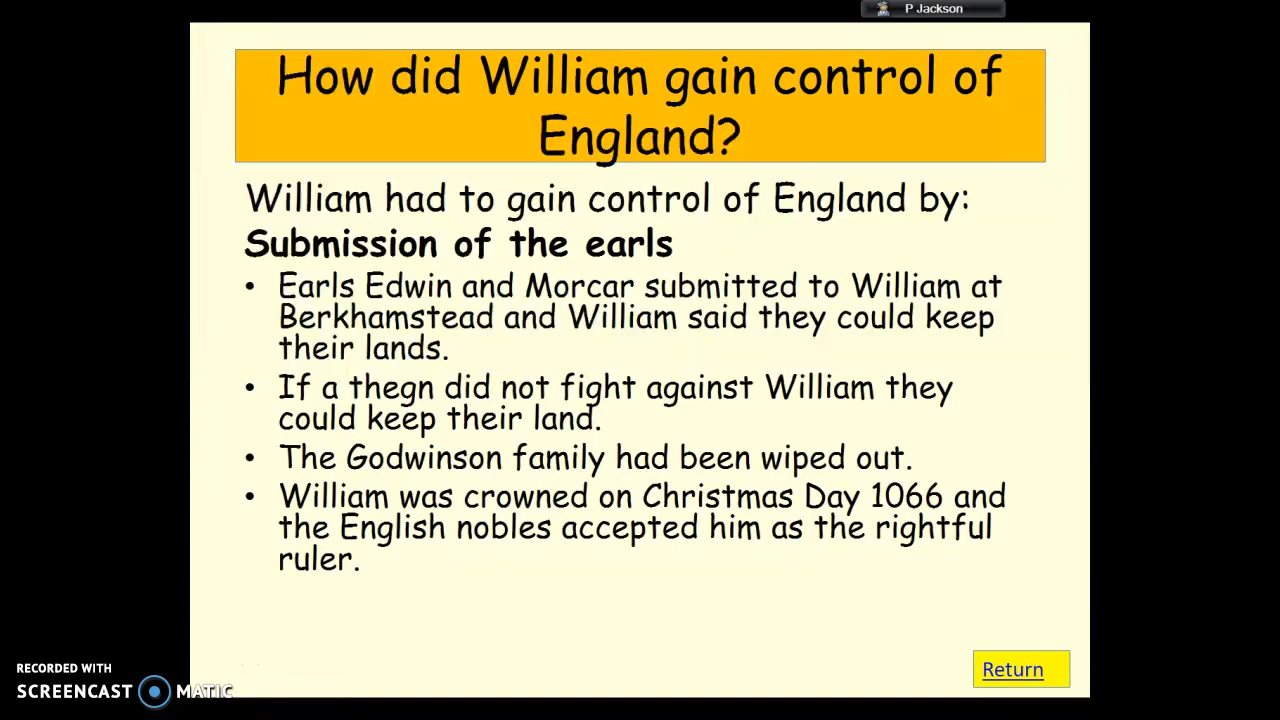 P Jackson
How did William gain control of
England?
William had to gain control of England by:
Submission of the earls
• Earls Edwin and Morcar submitted to William at
Berkhamstead and William said they could keep
their lands.
• If a thegn did not fight against William they
could keep their land.
• The Godwinson family had been wiped out.
• William was crowned on Christmas Day 1066 and
the English nobles accepted him as the rightful
ruler.
Return
RECORDED WITH
SCREENCAST MATIC